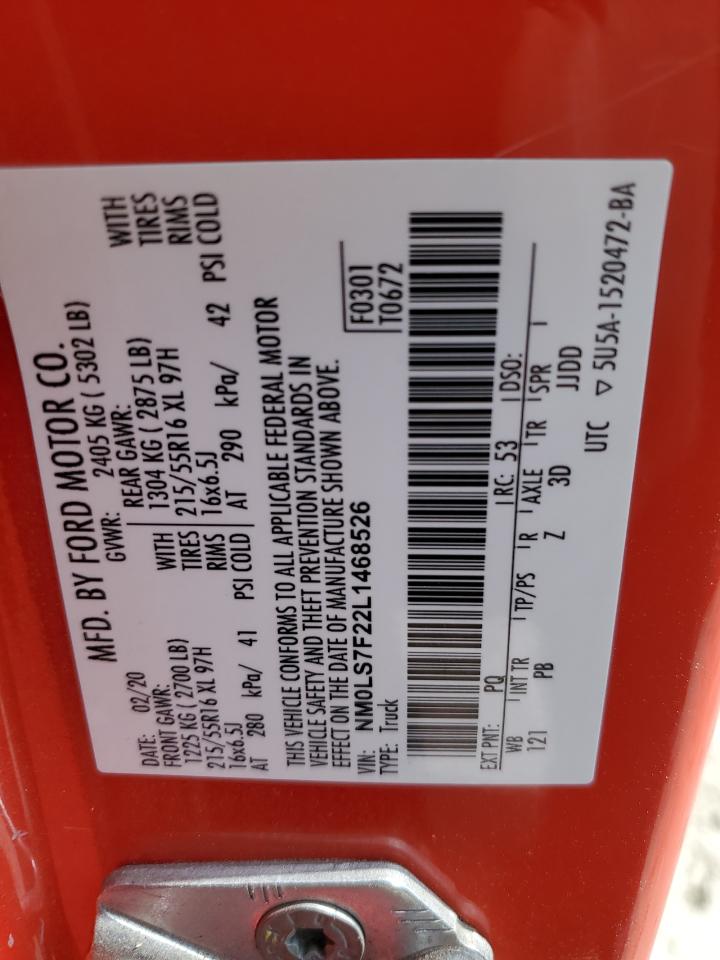 MFD. BY FORD MOTOR CO.
DATE: 02/20 GVWR: 2405 KG ( 5302 LB)
FRONT GAWR: REAR GAWR:
1225 KG ( 2700 LB) WITH 1304 KG ( 2875 LB) WITH
215/55R16 XL 97H TIRES 215/55R16 XL 97H TIRES
16x6.5J RIMS 16x6.5J RIMS
AT 280 kPa/ 41 PSI COLD AT 290 kPa/ 42 PSI COLD
THIS VEHICLE CONFORMS TO ALL APPLICABLE FEDERAL MOTOR
VEHICLE SAFETY AND THEFT PREVENTION STANDARDS IN
EFFECT ON THE DATE OF MANUFACTURE SHOWN ABOVE.
VIN: NM0LS7F22L1468526 F0301
TYPE: Truck T0672
EXT PNT: PQ RC: 53 DSO:
WB INT TR TP/PS R AXLE TR SPR
121 PB Z 3D JJDD
UTC ▽ 5U5A-1520472-BA